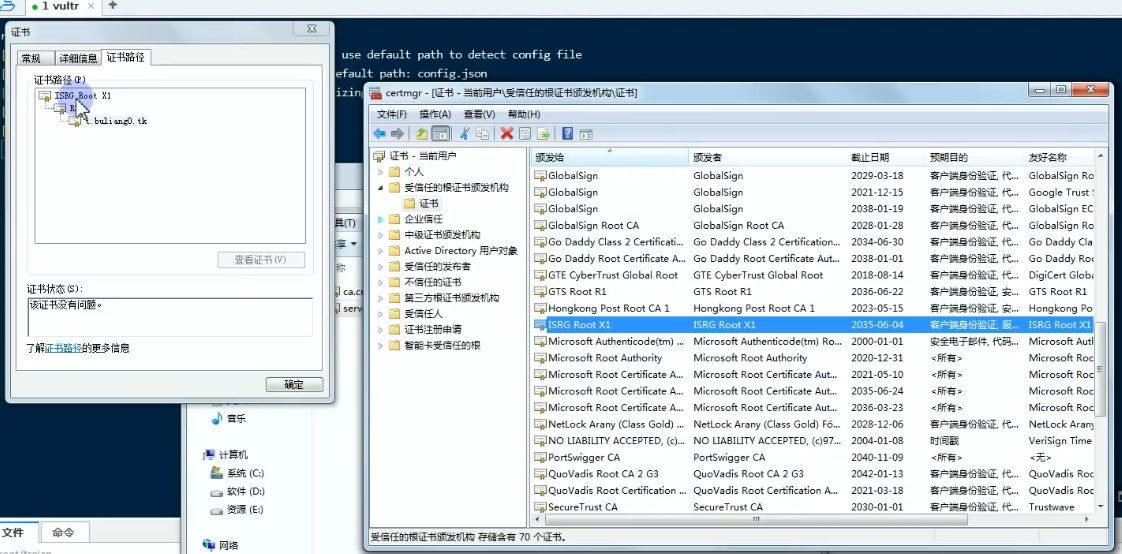 1 vultr
证书
常规 详细信息 证书路径
证书路径(P)
ISRG Root X1
t.buliang0.tk
查看证书(V)
证书状态(S):
该证书没有问题。
了解证书路径的更多信息
确定
use default path to detect config file
efault path: config.json
izing
certmgr - [证书 - 当前用户\受信任的根证书颁发机构\证书]
文件(F) 操作(A) 查看(V) 帮助(H)
证书 - 当前用户
个人
受信任的根证书颁发机构
证书
企业信任
中级证书颁发机构
Active Directory 用户对象
受信任的发布者
不信任的证书
第三方根证书颁发机构
受信任人
证书注册申请
智能卡受信任的根
颁发给 颁发者 截止日期 预期目的 友好名称
GlobalSign GlobalSign 2029-03-18 客户端身份验证, 代... GlobalSign Ro
GlobalSign GlobalSign 2021-12-15 客户端身份验证, 代... Google Trust
GlobalSign GlobalSign 2038-01-19 客户端身份验证, 代... GlobalSign EC
GlobalSign Root CA GlobalSign Root CA 2028-01-28 客户端身份验证, 代... GlobalSign Ro
Go Daddy Class 2 Certificati... Go Daddy Class 2 Certificat... 2034-06-30 客户端身份验证, 代... Go Daddy Cla
Go Daddy Root Certificate A... Go Daddy Root Certificate ... 2038-01-01 客户端身份验证, 代... Go Daddy Ro
GTE CyberTrust Global Root GTE CyberTrust Global Root 2018-08-14 客户端身份验证, 代... DigiCert Globa
GTS Root R1 GTS Root R1 2036-06-22 客户端身份验证, 安... GTS Root R1
Hongkong Post Root CA 1 Hongkong Post Root CA 1 2023-05-15 客户端身份验证, 安... Hongkong Po
ISRG Root X1 ISRG Root X1 2035-06-04 客户端身份验证, 服... ISRG Root X1
Microsoft Authenticode(tm) ... Microsoft Authenticode(tm) Ro... 2000-01-01 安全电子邮件, 代码... Microsoft Aut
Microsoft Root Authority Microsoft Root Authority 2020-12-31 <所有> Microsoft Roo
Microsoft Root Certificate A... Microsoft Root Certificate Aut... 2021-05-10 <所有> Microsoft Roo
Microsoft Root Certificate A... Microsoft Root Certificate Aut... 2035-06-24 <所有> Microsoft Roo
Microsoft Root Certificate A... Microsoft Root Certificate Aut... 2036-03-23 <所有> Microsoft Roo
NetLock Arany (Class Gold) ... NetLock Arany (Class Gold) Fő... 2028-12-06 客户端身份验证, 代... NetLock Arany
NO LIABILITY ACCEPTED, (c)... NO LIABILITY ACCEPTED, (c)97... 2004-01-08 时间戳 VeriSign Time
PortSwigger CA PortSwigger CA 2040-11-09 <所有> <无>
QuoVadis Root CA 2 G3 QuoVadis Root CA 2 G3 2042-01-13 客户端身份验证, 代... QuoVadis Root
QuoVadis Root Certification ... QuoVadis Root Certification A... 2021-03-18 客户端身份验证, 代... QuoVadis Root
SecureTrust CA SecureTrust CA 2030-01-01 客户端身份验证, 代... Trustwave
受信任的根证书颁发机构 存储含有 70 个证书。
具(T)
享
称
ca.cr
serv
音乐
计算机
系统 (C:)
软件 (D:)
资源 (E:)
网络
文件 命令